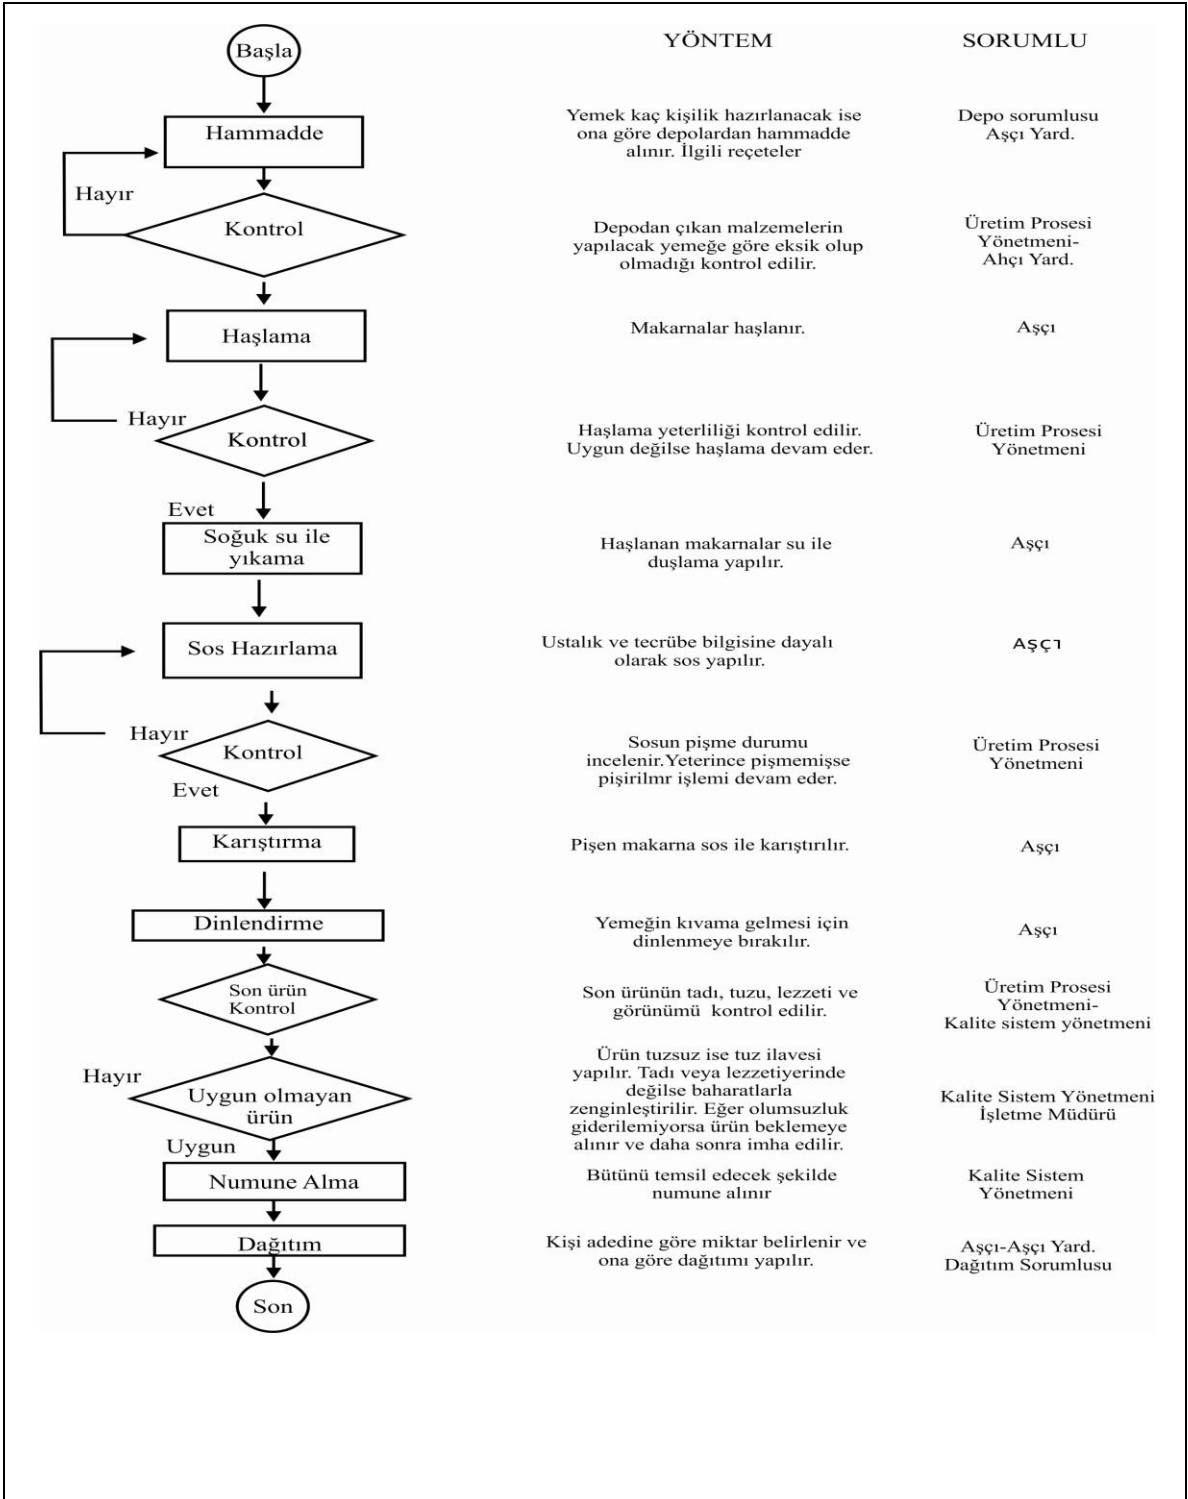 Başla
YÖNTEM
SORUMLU
Hammadde
Yemek kaç kişilik hazırlanacak ise
ona göre depolardan hammadde
alınır. İlgili reçeteler
Depo sorumlusu
Aşçı Yard.
Hayır
Kontrol
Depodan çıkan malzemelerin
yapılacak yemeğe göre eksik olup
olmadığı kontrol edilir.
Üretim Prosesi
Yönetmeni-
Ahçı Yard.
Haşlama
Makarnalar haşlanır.
Aşçı
Hayır
Kontrol
Haşlama yeterliliği kontrol edilir.
Uygun değilse haşlama devam eder.
Üretim Prosesi
Yönetmeni
Evet
Soğuk su ile
yıkama
Haşlanan makarnalar su ile
duşlama yapılır.
Aşçı
Sos Hazırlama
Ustalık ve tecrübe bilgisine dayalı
olarak sos yapılır.
Aşçı
Hayır
Kontrol
Sosun pişme durumu
incelenir.Yeterince pişmemişse
pişirilmr işlemi devam eder.
Üretim Prosesi
Yönetmeni
Evet
Karıştırma
Pişen makarna sos ile karıştırılır.
Aşçı
Dinlendirme
Yemeğin kıvama gelmesi için
dinlenmeye bırakılır.
Aşçı
Son ürün
Kontrol
Son ürünün tadı, tuzu, lezzeti ve
görünümü kontrol edilir.
Üretim Prosesi
Yönetmeni-
Kalite sistem yönetmeni
Hayır
Uygun olmayan
ürün
Ürün tuzsuz ise tuz ilavesi
yapılır. Tadı veya lezzetiyerinde
değilse baharatlarla
zenginleştirilir. Eğer olumsuzluk
giderilemiyorsa ürün beklemeye
alınır ve daha sonra imha edilir.
Kalite Sistem Yönetmeni
İşletme Müdürü
Uygun
Numune Alma
Bütünü temsil edecek şekilde
numune alınır
Kalite Sistem
Yönetmeni
Dağıtım
Kişi adedine göre miktar belirlenir ve
ona göre dağıtımı yapılır.
Aşçı-Aşçı Yard.
Dağıtım Sorumlusu
Son